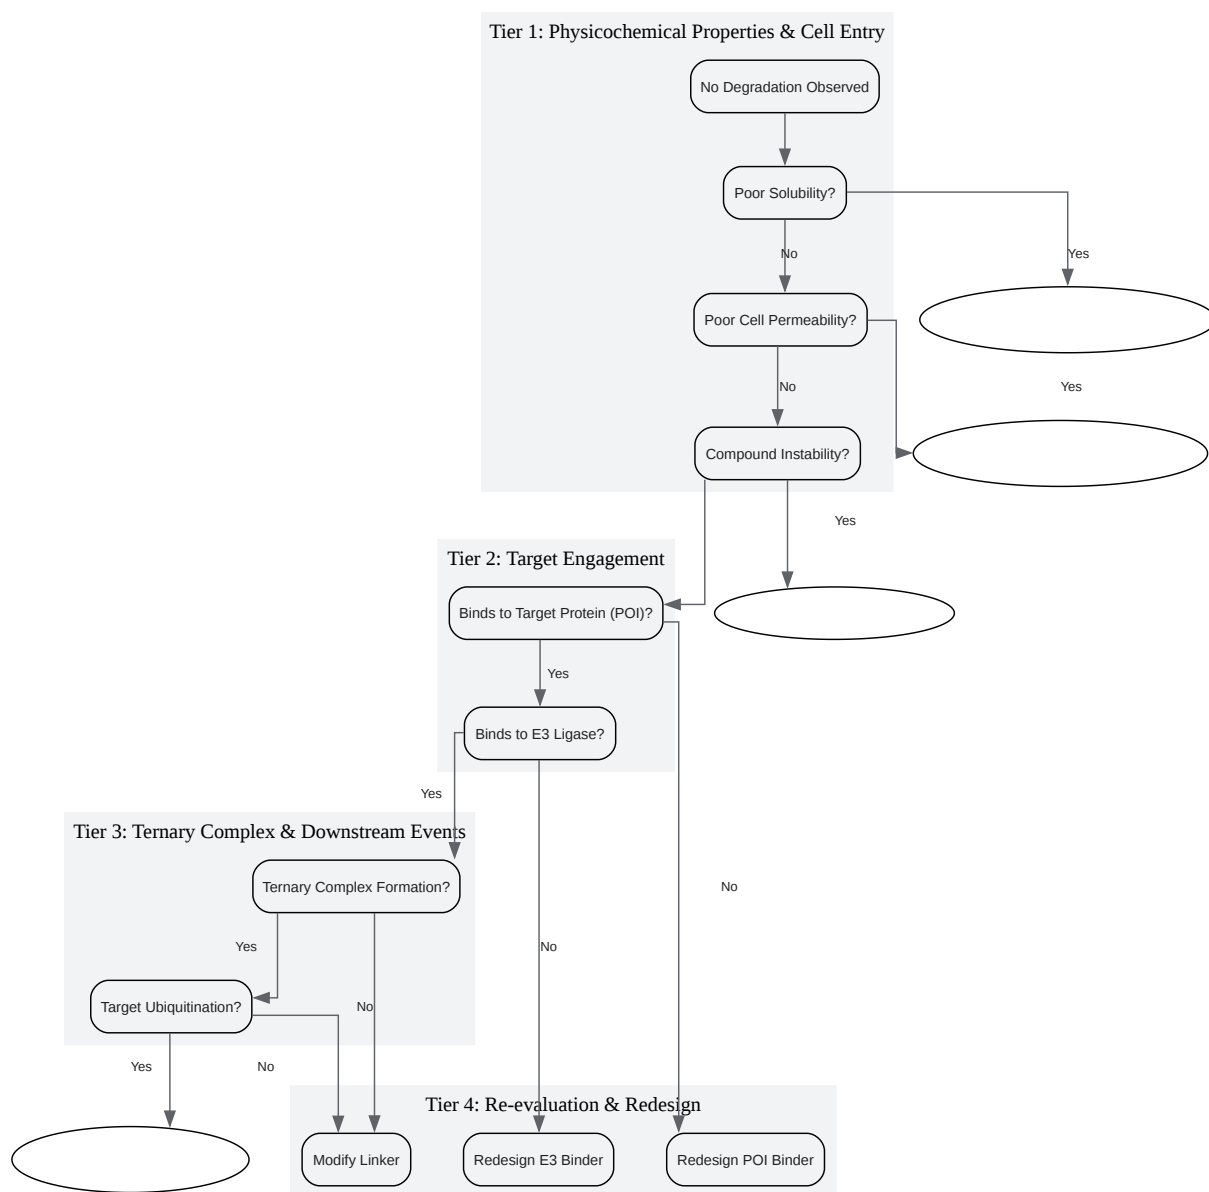 Tier 1: Physicochemical Properties & Cell Entry
No Degradation Observed
Poor Solubility?
No
Yes
Poor Cell Permeability?
No
Yes
Compound Instability?
Yes
Tier 2: Target Engagement
Binds to Target Protein (POI)?
Yes
Binds to E3 Ligase?
Yes
Tier 3: Ternary Complex & Downstream Events
Ternary Complex Formation?
No
Yes
No
Target Ubiquitination?
No
Yes
No
Tier 4: Re-evaluation & Redesign
Modify Linker
Redesign E3 Binder
Redesign POI Binder